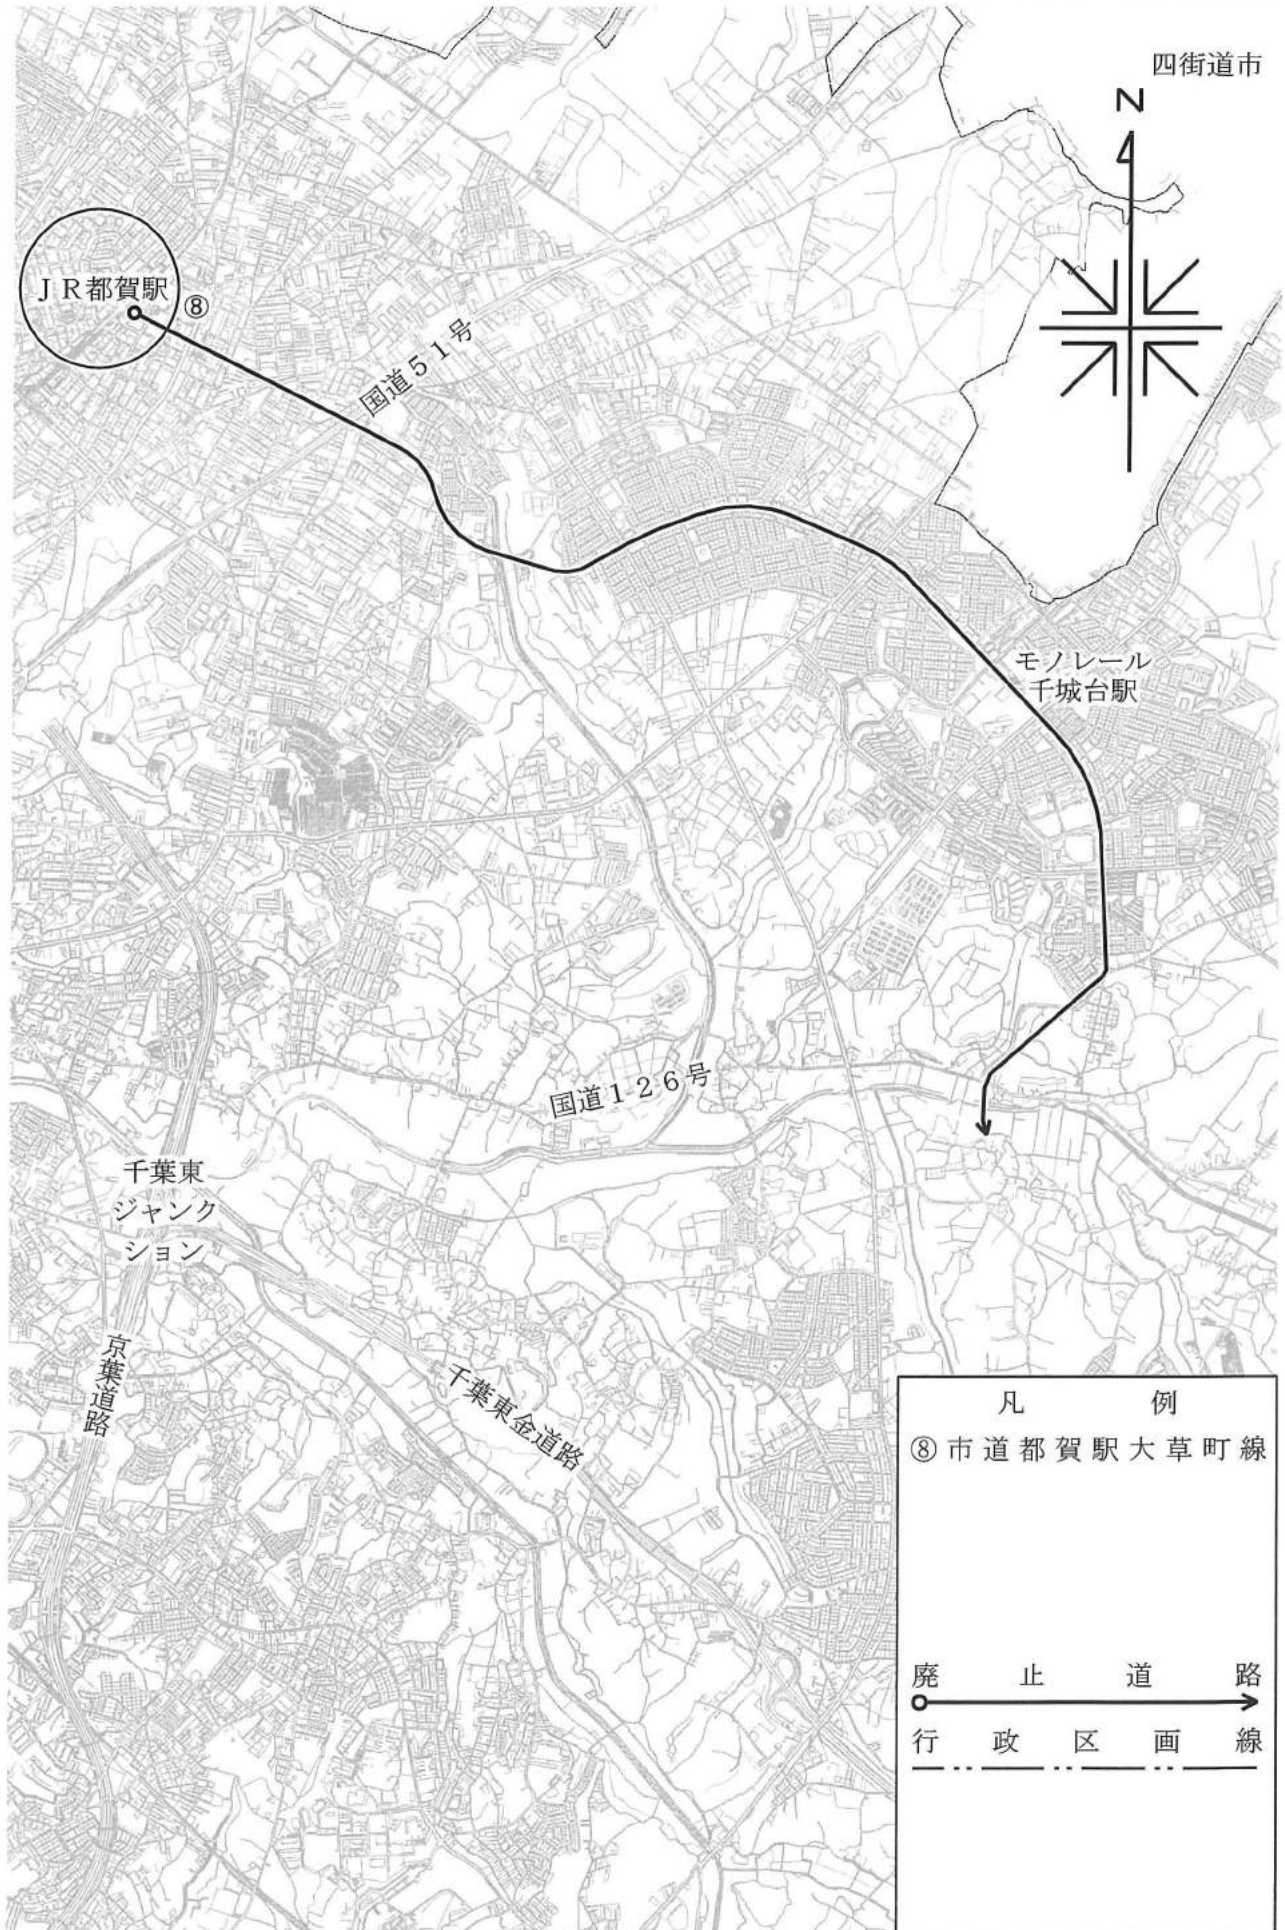 四街道市
N
JR都賀駅
⑧
国道51号
モノレール
千城台駅
国道126号
千葉東
ジャンク
ション
京葉道路
千葉東金道路
凡例
⑧市道都賀駅大草町線
廃止道路
行政区画線